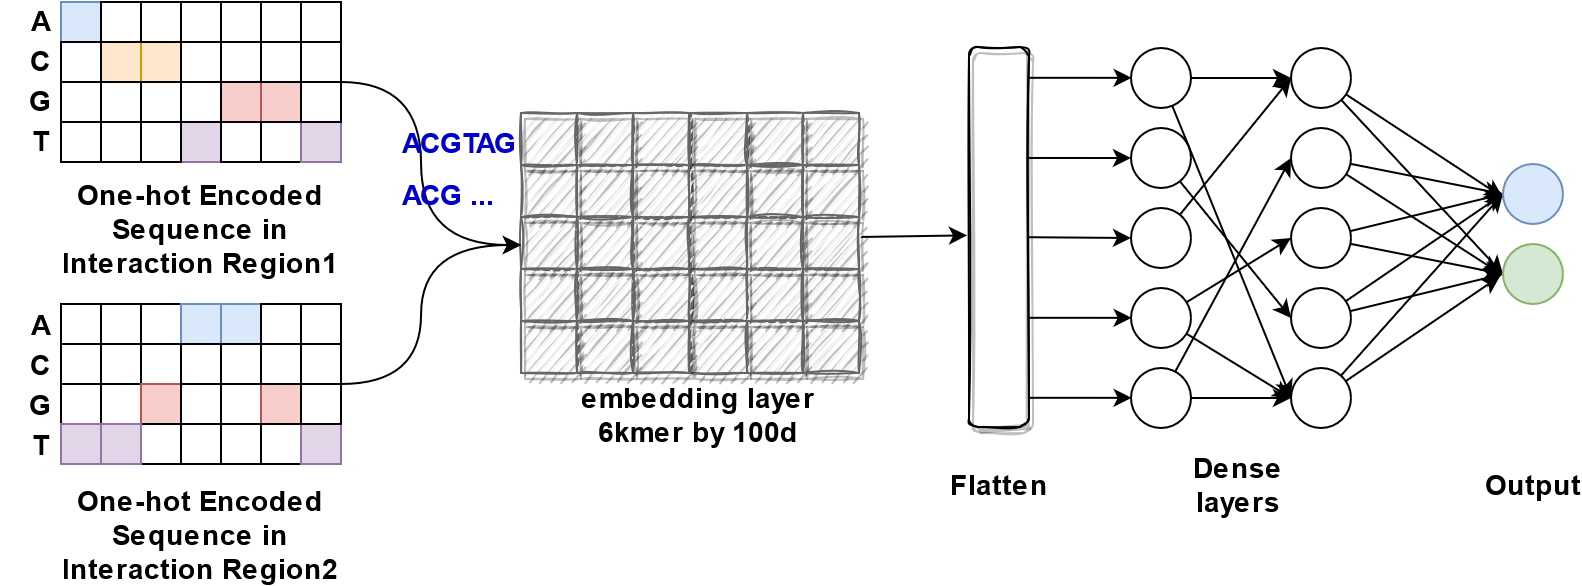 A
C
G
T
One-hot Encoded
Sequence in
Interaction Region1
A
C
G
T
One-hot Encoded
Sequence in
Interaction Region2
ACGTAG
ACG ...
embedding layer
6kmer by 100d
Flatten
Dense
layers
Output